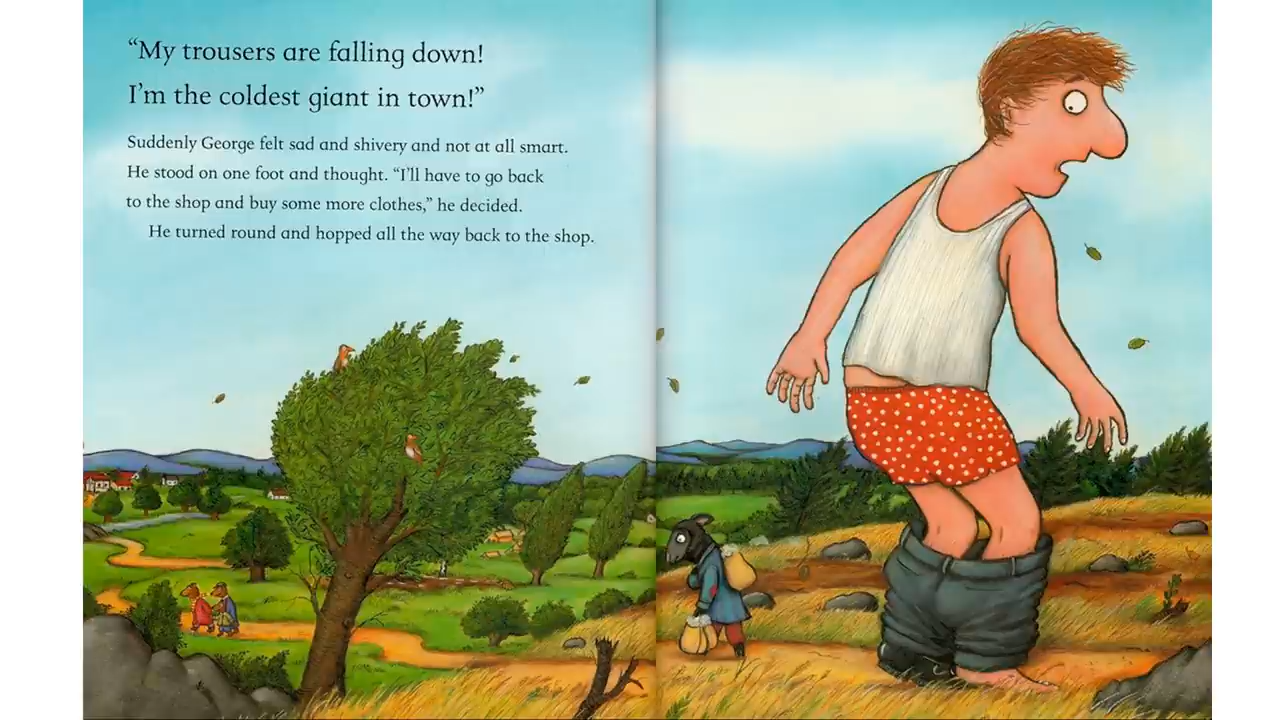 “My trousers are falling down!
I’m the coldest giant in town!”
Suddenly George felt sad and shivery and not at all smart.
He stood on one foot and thought. “I’ll have to go back
to the shop and buy some more clothes,” he decided.
He turned round and hopped all the way back to the shop.